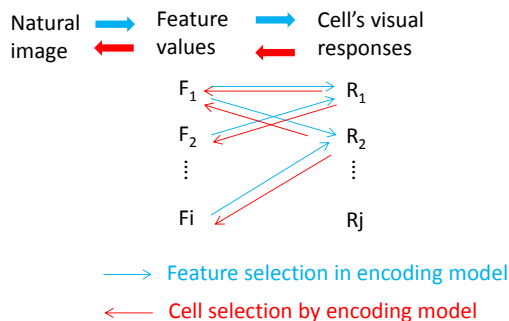 Natural image
Feature values
Cell's visual responses
F1 R1
F2 R2
⋮ ⋮
Fi Rj
Feature selection in encoding model
Cell selection by encoding model